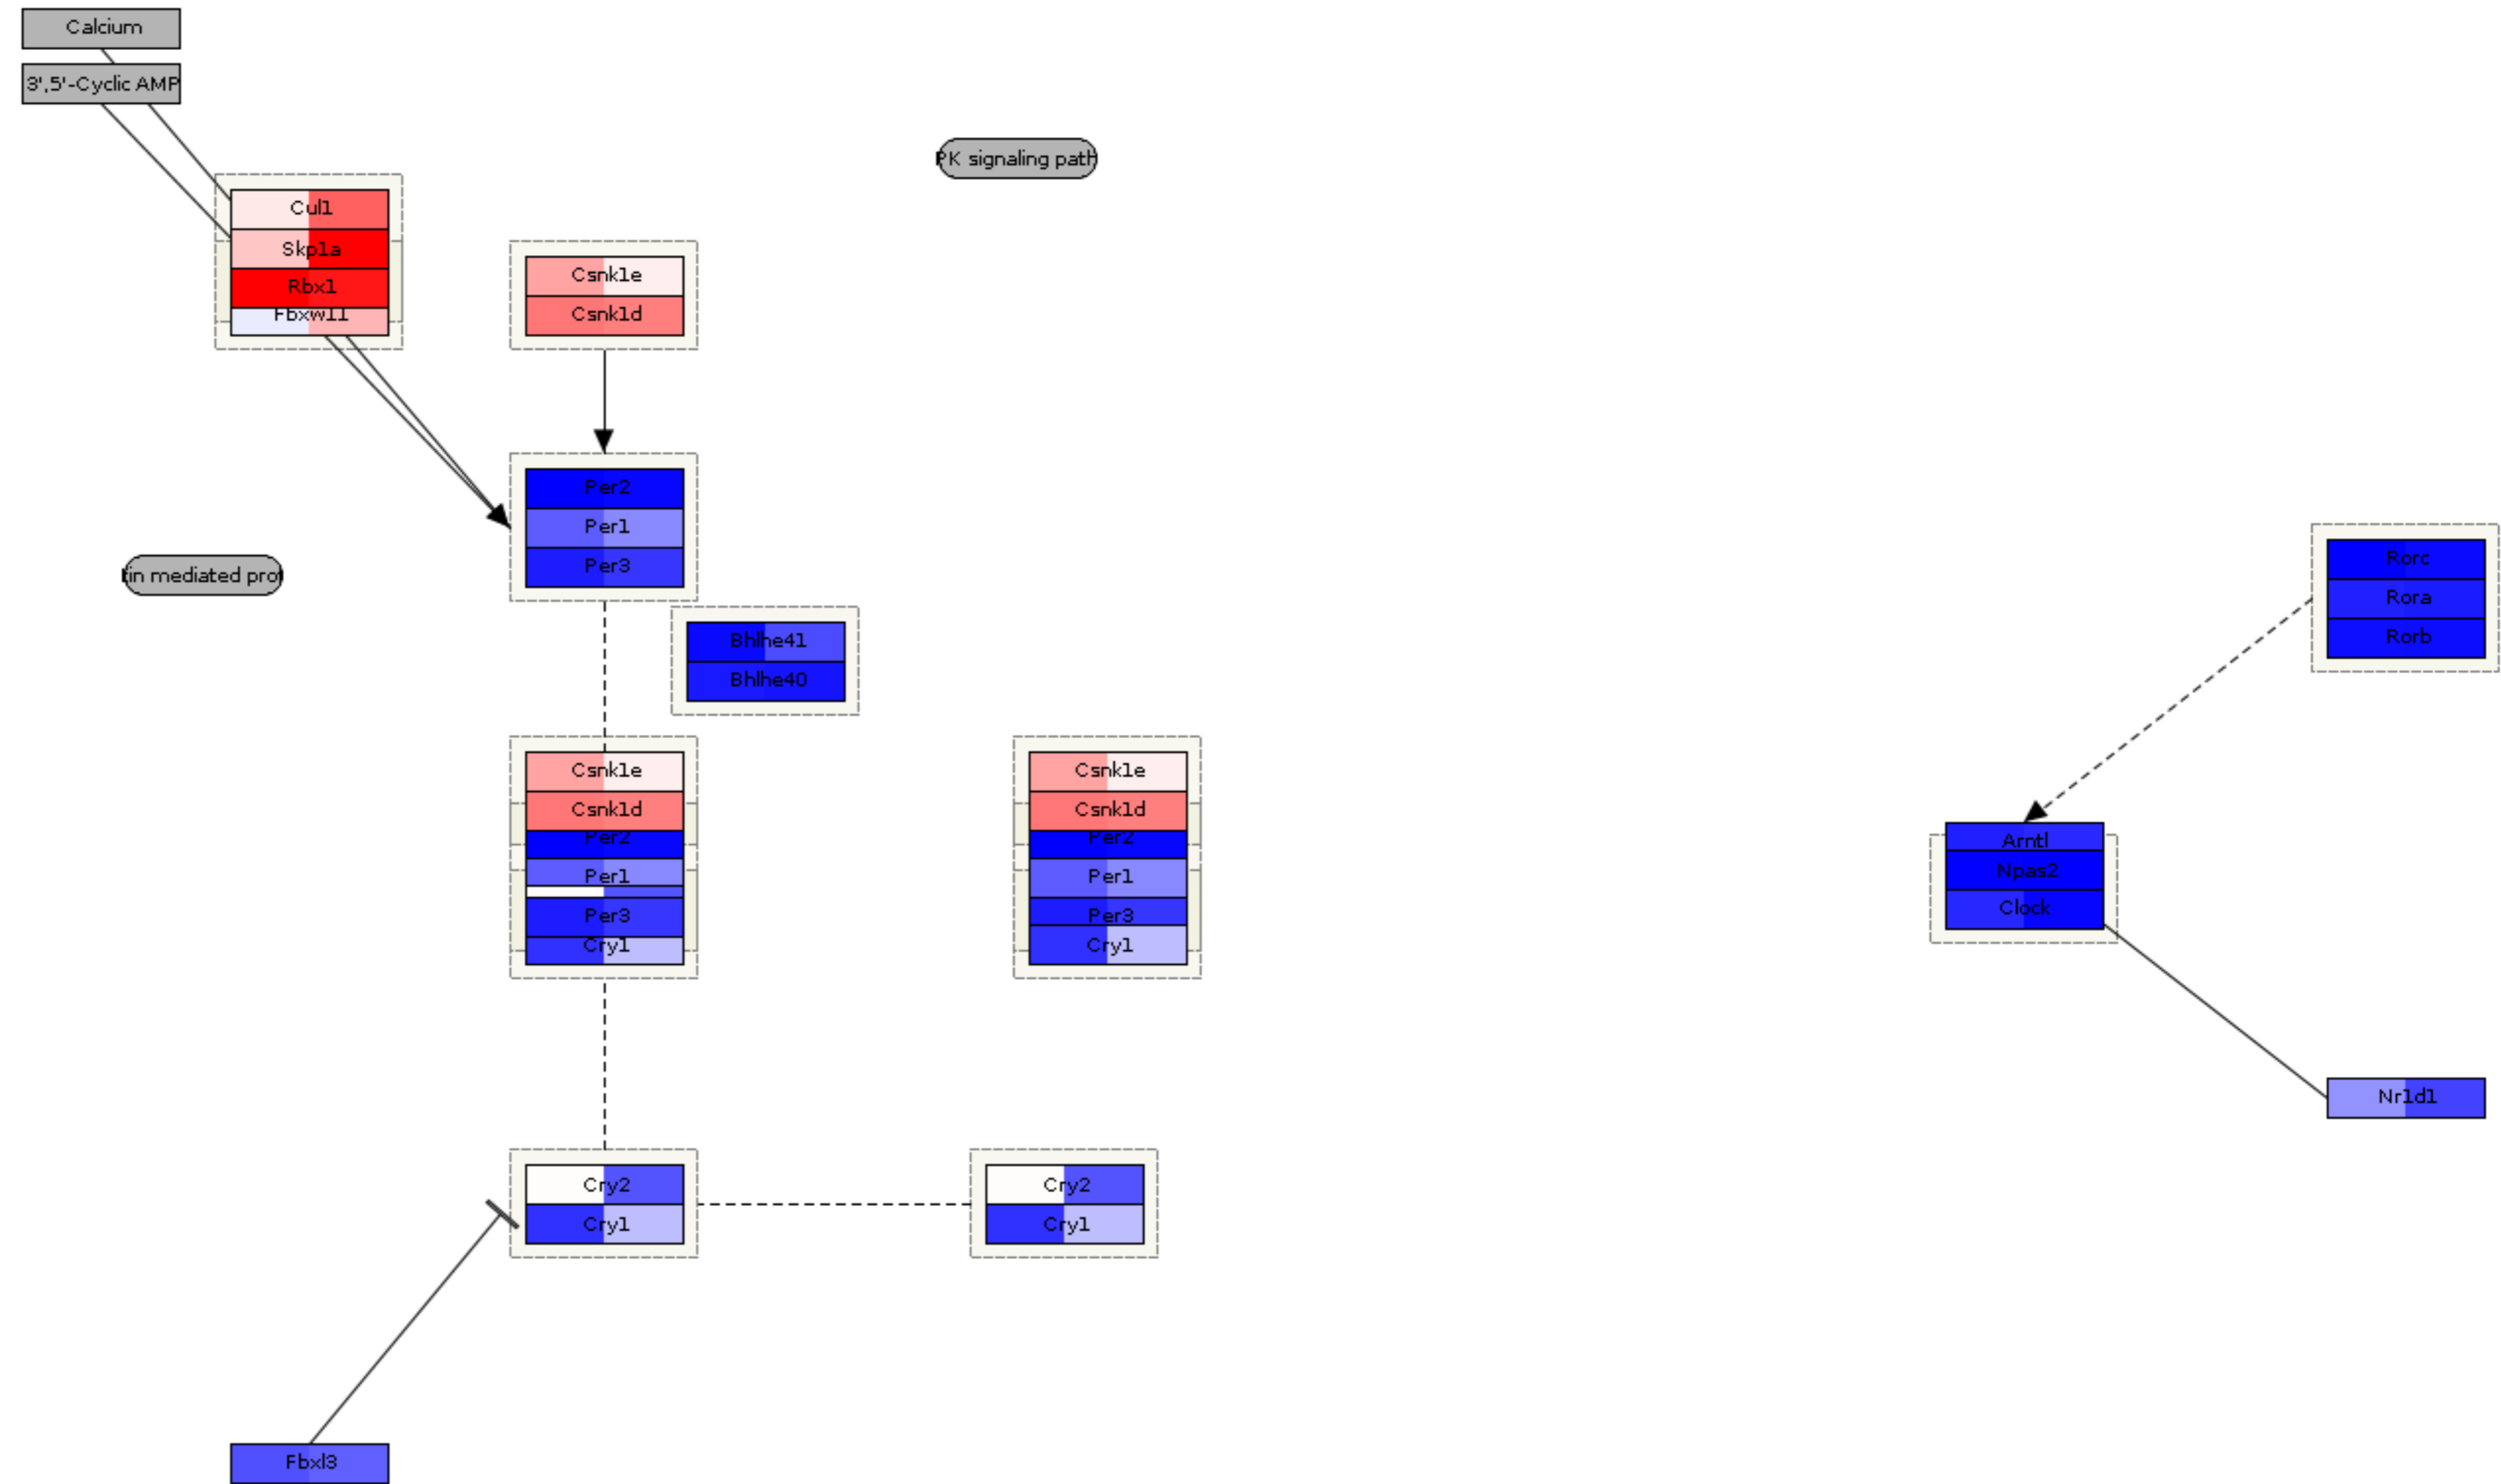 Calcium
3',5'-Cyclic AMP
PK signaling path
Cul1
Skp1a
Rbx1
Fbxw11
Csnk1e
Csnk1d
Per2
Per1
Per3
tin mediated prot
Bhlhe41
Bhlhe40
Rorc
Rora
Rorb
Csnk1e
Csnk1d
Per2
Per1
Per3
Cry1
Csnk1e
Csnk1d
Per2
Per1
Per3
Cry1
Arntl
Npas2
Clock
Nr1d1
Cry2
Cry1
Cry2
Cry1
Fbxl3